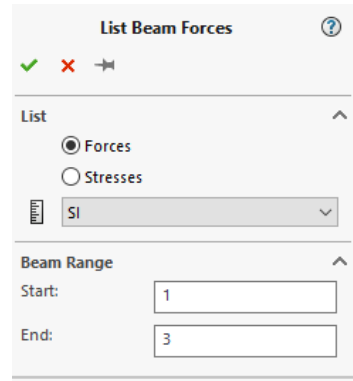 List Beam Forces
?
List
Forces
Stresses
SI
Beam Range
Start: 1
End: 3